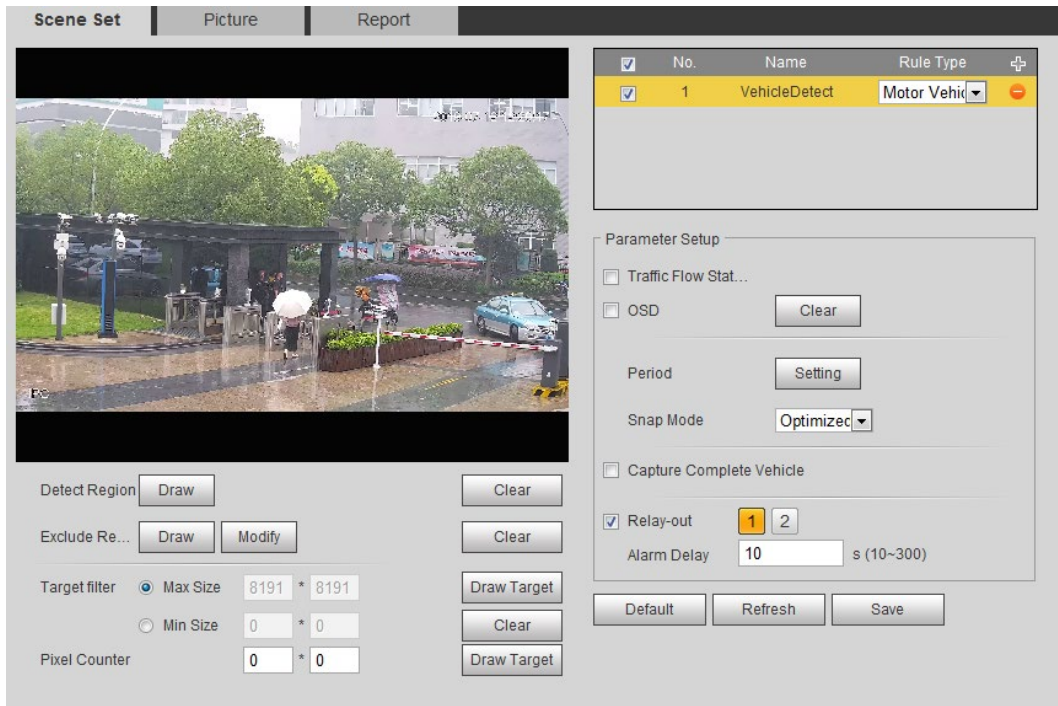 Scene Set Picture Report
No. Name Rule Type
1 VehicleDetect Motor Vehic
Parameter Setup
Traffic Flow Stat...
OSD Clear
Period Setting
Snap Mode Optimizec
Capture Complete Vehicle
Relay-out 1 2
Alarm Delay 10 s (10~300)
Default Refresh Save
Detect Region Draw Clear
Exclude Re... Draw Modify Clear
Target filter Max Size 8191 * 8191 Draw Target
Min Size 0 * 0 Clear
Pixel Counter 0 * 0 Draw Target